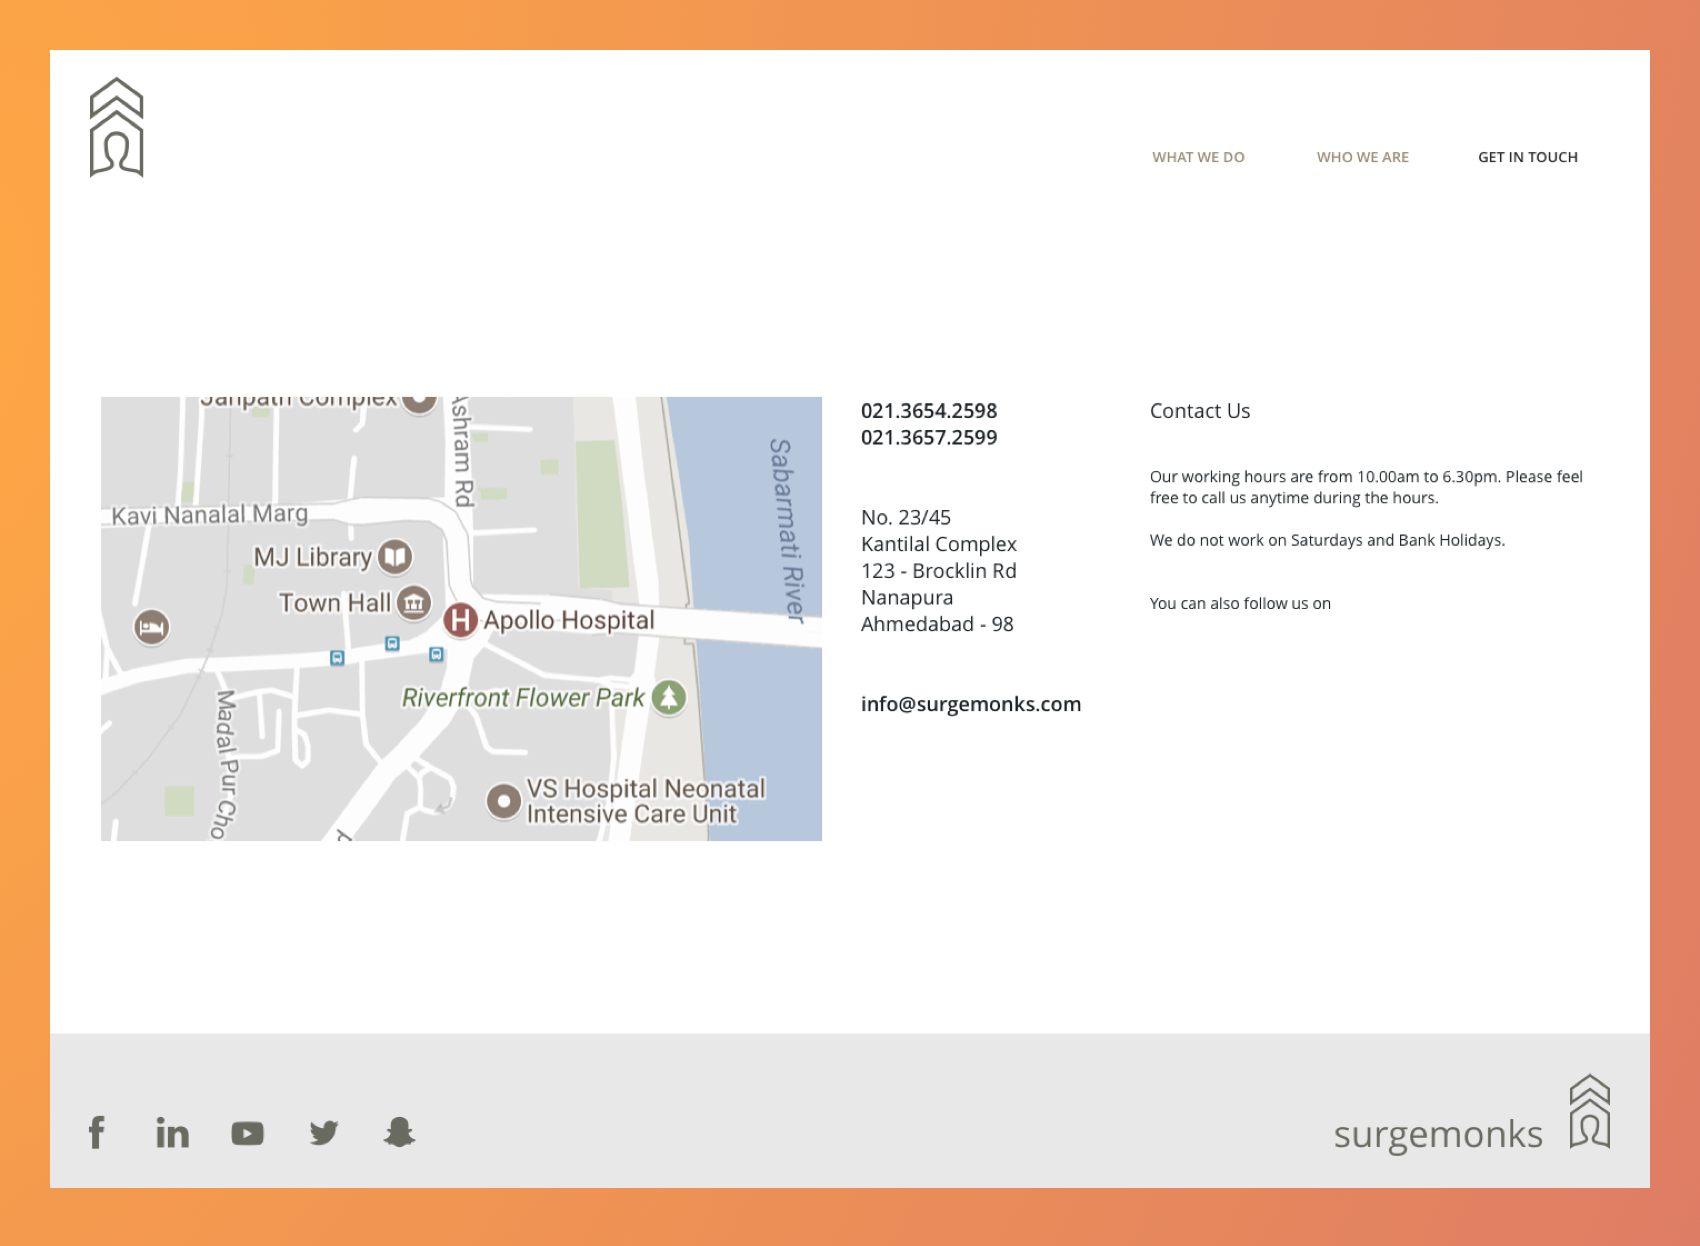 WHAT WE DO
WHO WE ARE
GET IN TOUCH
Janpath Complex
Ashram Rd
Sabarmati River
Kavi Nanalal Marg
MJ Library
Town Hall
H Apollo Hospital
Riverfront Flower Park
Madal Pur Cho
VS Hospital Neonatal
Intensive Care Unit
021.3654.2598
021.3657.2599
No. 23/45
Kantilal Complex
123 - Brocklin Rd
Nanapura
Ahmedabad - 98
info@surgemonks.com
Contact Us
Our working hours are from 10.00am to 6.30pm. Please feel
free to call us anytime during the hours.
We do not work on Saturdays and Bank Holidays.
You can also follow us on
surgemonks